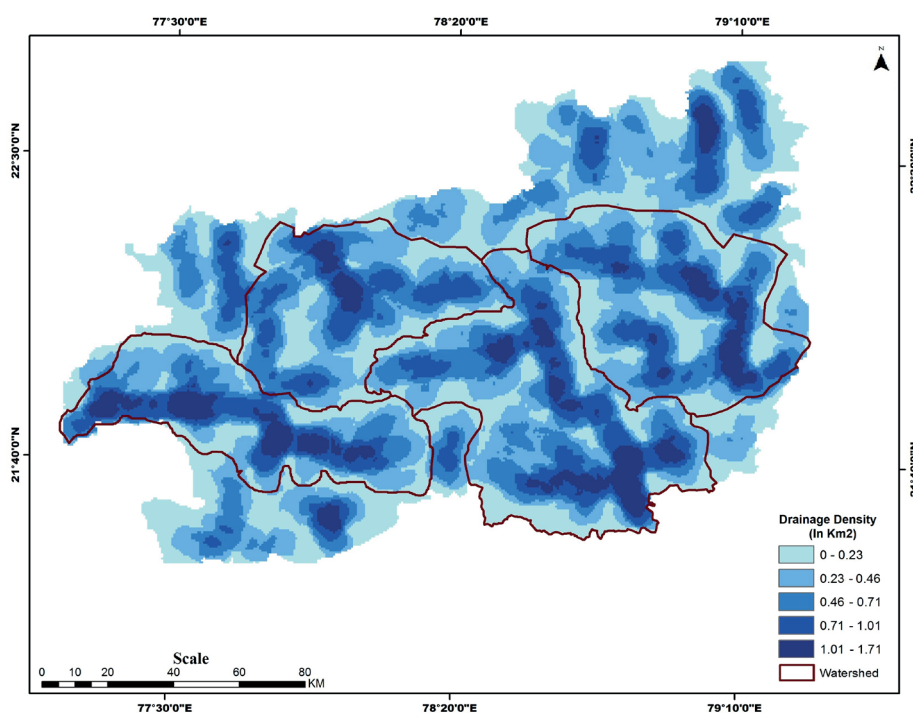 77°30'0"E 78°20'0"E 79°10'0"E
N
22°30'0"N
21°40'0"N
Drainage Density
(In Km2)
0 - 0.23
0.23 - 0.46
0.46 - 0.71
0.71 - 1.01
1.01 - 1.71
Watershed
Scale
0 10 20 40 60 80
KM
77°30'0"E 78°20'0"E 79°10'0"E